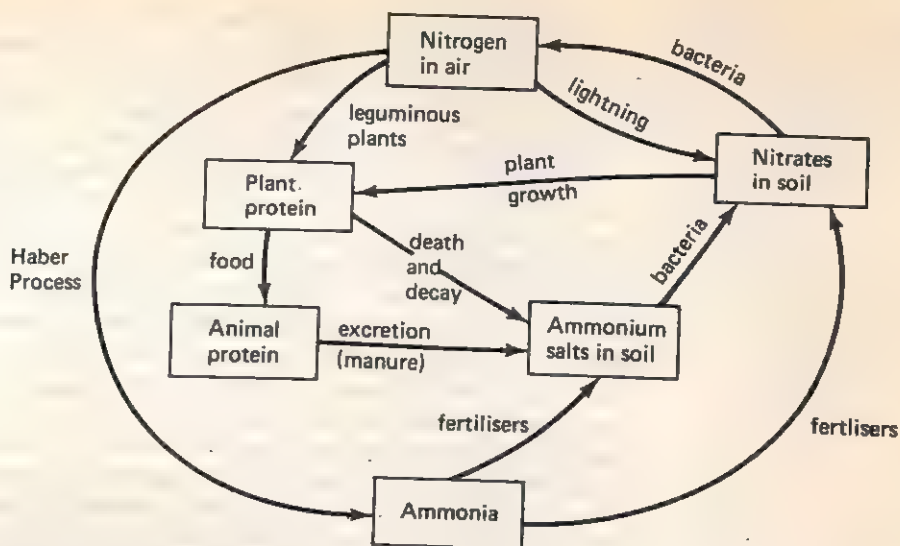 Nitrogen
in air
bacteria
lightning
leguminous
plants
Nitrates
in soil
plant
growth
Plant.
protein
Haber
Process
food
death
and
decay
bacteria
Animal
protein
excretion
(manure)
Ammonium
salts in soil
fertilisers
fertlisers
Ammonia